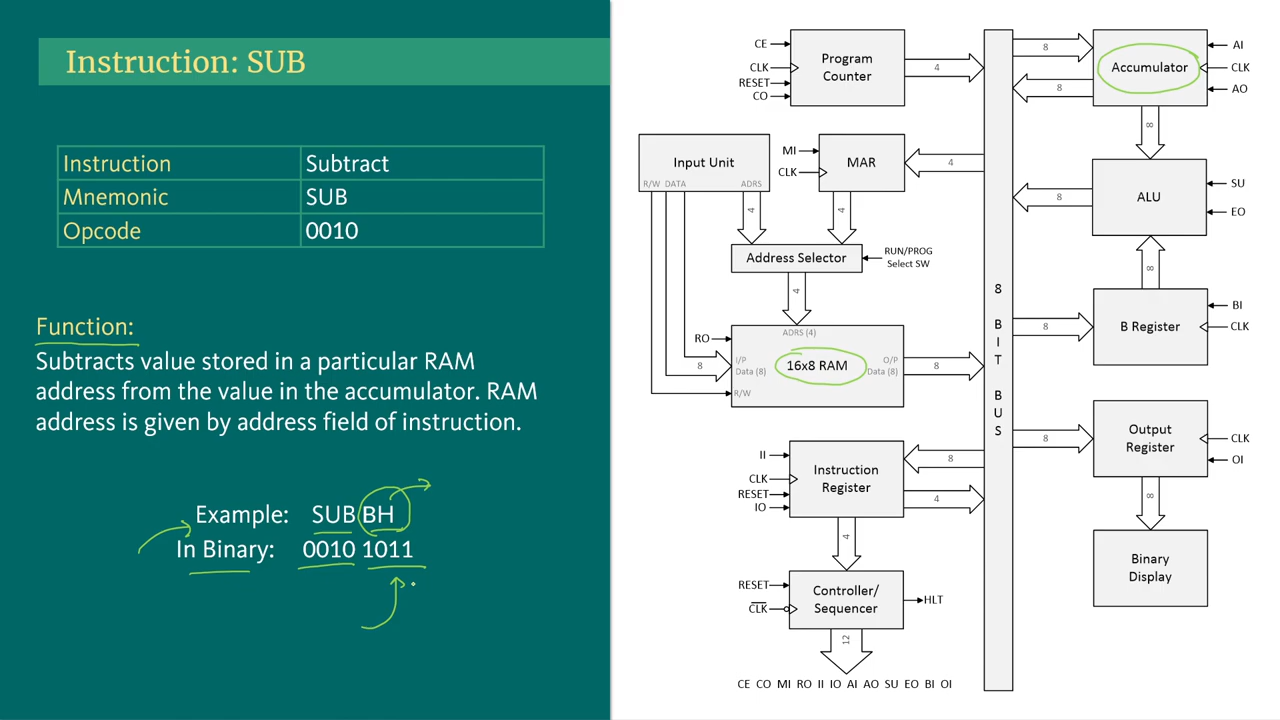 Instruction: SUB
Instruction Subtract
Mnemonic SUB
Opcode 0010
Function:
Subtracts value stored in a particular RAM
address from the value in the accumulator. RAM
address is given by address field of instruction.
Example: SUB BH
In Binary: 0010 1011
CE
CLK
RESET
CO
Program
Counter
4
8
8
Accumulator
AI
CLK
AO
8
Input Unit
R/W DATA ADRS
MI
CLK
MAR
4
4
4
ALU
SU
EO
8
8
Address Selector
RUN/PROG
Select SW
4
RO
8
ADRS (4)
I/P
Data (8)
16x8 RAM
O/P
Data (8)
R/W
8
8
BIT
BUS
8
B Register
BI
CLK
8
Output
Register
CLK
OI
8
Binary
Display
II
CLK
RESET
IO
Instruction
Register
8
4
4
RESET
CLK
Controller/
Sequencer
HLT
12
CE CO MI RO II IO AI AO SU EO BI OI